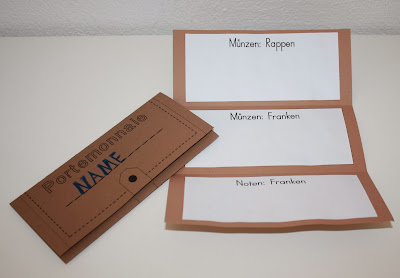 Portemonnaie
NAME
Münzen: Rappen
Münzen: Franken
Noten: Franken